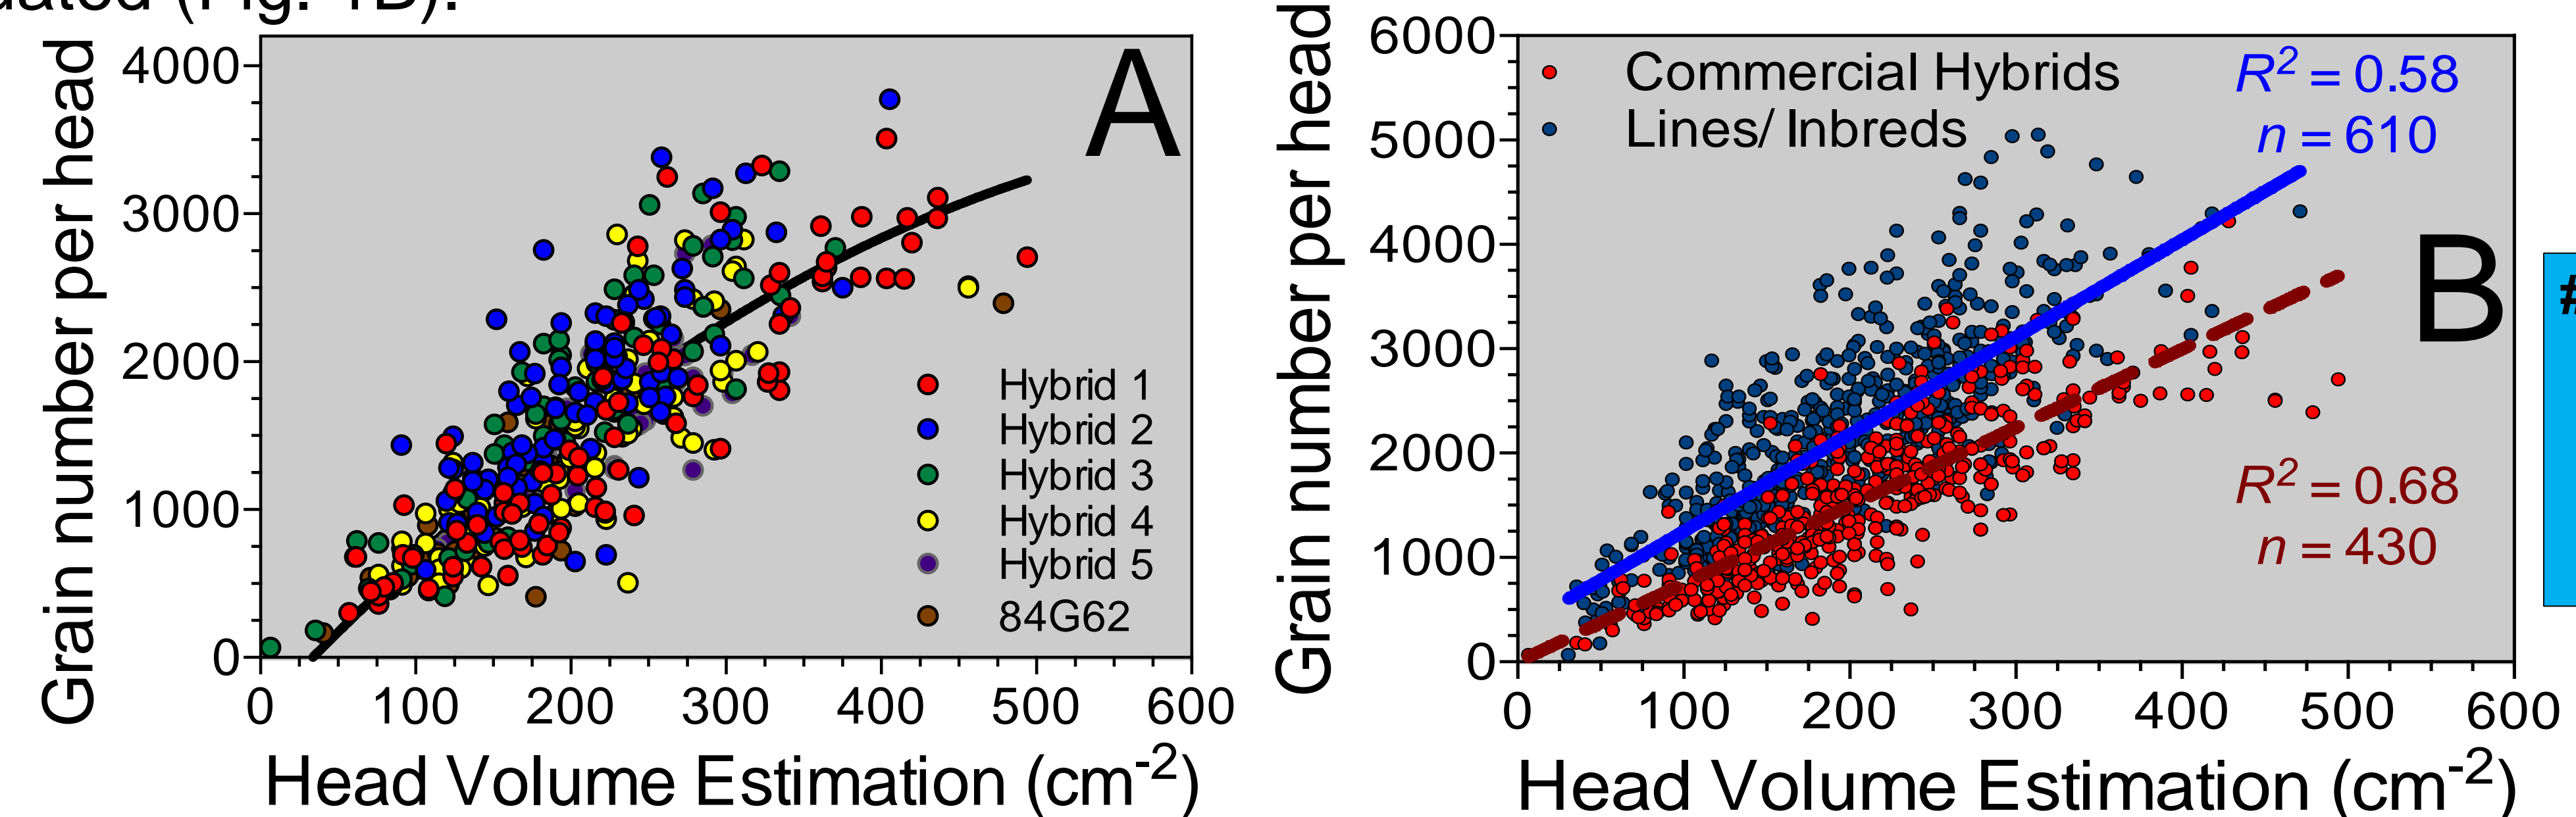 (Fig. 1B).
4000
3000
2000
1000
0
0 100 200 300 400 500 600
Grain number per head
Head Volume Estimation (cm-2)
A
Hybrid 1
Hybrid 2
Hybrid 3
Hybrid 4
Hybrid 5
84G62
6000
5000
4000
3000
2000
1000
0
0 100 200 300 400 500 600
Grain number per head
Head Volume Estimation (cm-2)
Commercial Hybrids
Lines/ Inbreds
R2 = 0.58
n = 610
B
R2 = 0.68
n = 430
#